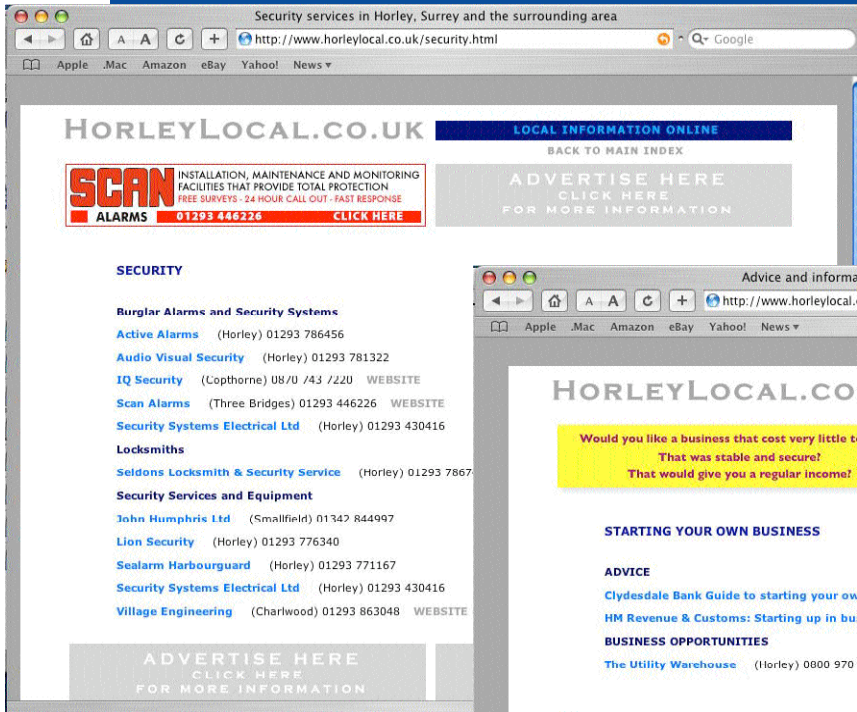 Security services in Horley, Surrey and the surrounding area
A A C + http://www.horleylocal.co.uk/security.html Google
Apple .Mac Amazon eBay Yahoo! News
HORLEYLOCAL.CO.UK
LOCAL INFORMATION ONLINE
BACK TO MAIN INDEX
SCAN ALARMS
INSTALLATION, MAINTENANCE AND MONITORING
FACILITIES THAT PROVIDE TOTAL PROTECTION
FREE SURVEYS - 24 HOUR CALL OUT - FAST RESPONSE
01293 446226 CLICK HERE
ADVERTISE HERE
CLICK HERE
FOR MORE INFORMATION
SECURITY
Burglar Alarms and Security Systems
Active Alarms (Horley) 01293 786456
Audio Visual Security (Horley) 01293 781322
IQ Security (Copthorne) 0870 743 7220 WEBSITE
Scan Alarms (Three Bridges) 01293 446226 WEBSITE
Security Systems Electrical Ltd (Horley) 01293 430416
Locksmiths
Seldons Locksmith & Security Service (Horley) 01293 7867
Security Services and Equipment
John Humphris Ltd (Smallfield) 01342 844997
Lion Security (Horley) 01293 776340
Sealarm Harbourguard (Horley) 01293 771167
Security Systems Electrical Ltd (Horley) 01293 430416
Village Engineering (Charlwood) 01293 863048 WEBSITE
ADVERTISE HERE
CLICK HERE
FOR MORE INFORMATION
Advice and informa
A A C + http://www.horleylocal.
Apple .Mac Amazon eBay Yahoo! News
HORLEYLOCAL.CO
Would you like a business that cost very little t
That was stable and secure?
That would give you a regular income?
STARTING YOUR OWN BUSINESS
ADVICE
Clydesdale Bank Guide to starting your ow
HM Revenue & Customs: Starting up in bu
BUSINESS OPPORTUNITIES
The Utility Warehouse (Horley) 0800 970